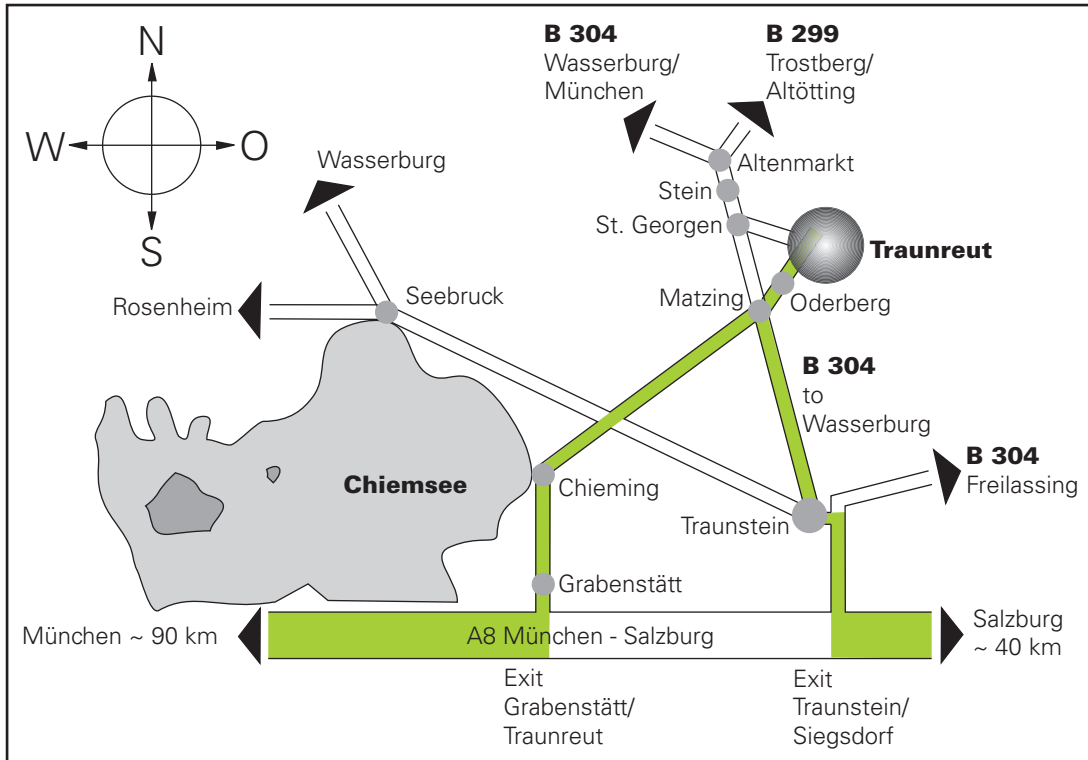 N
W
O
S
B 304
Wasserburg/
München
B 299
Trostberg/
Altötting
Wasserburg
Altenmarkt
Stein
St. Georgen
Traunreut
Rosenheim
Seebruck
Matzing
Oderberg
B 304
to
Wasserburg
B 304
Freilassing
Chiemsee
Chieming
Traunstein
Grabenstätt
München ~ 90 km
A8 München - Salzburg
Salzburg
~ 40 km
Exit
Grabenstätt/
Traunreut
Exit
Traunstein/
Siegsdorf